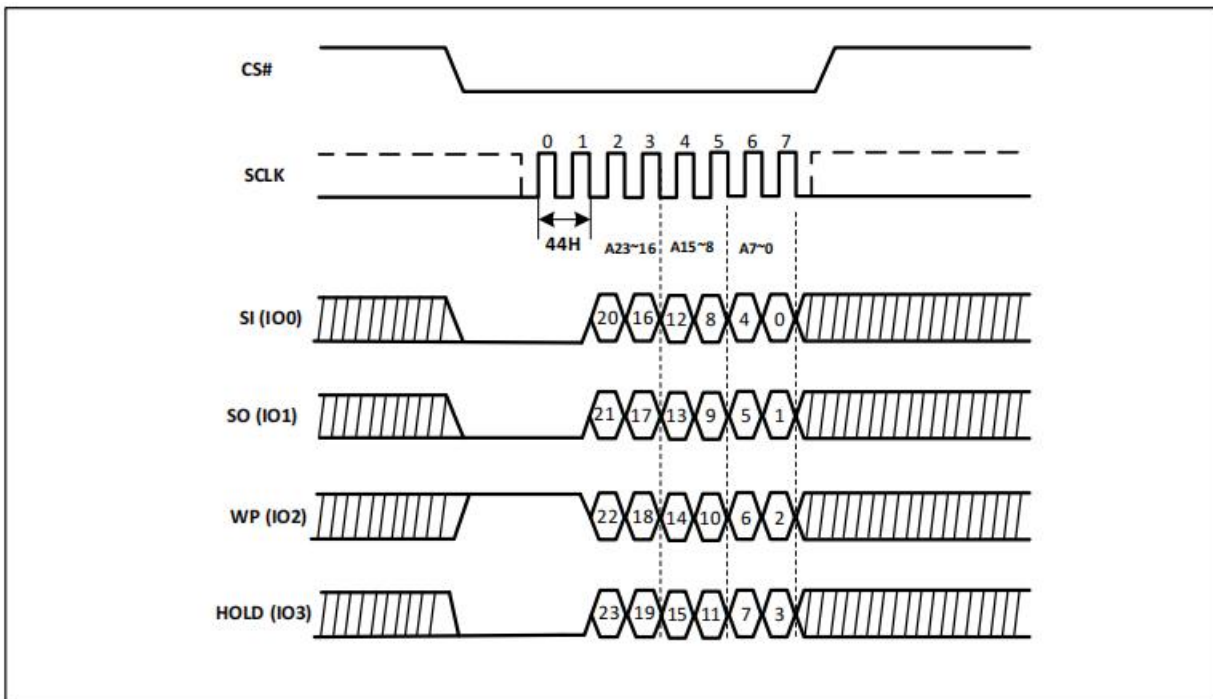 CS#
0 1 2 3 4 5 6 7
SCLK
44H A23~16 A15~8 A7~0
SI (IO0) 20 16 12 8 4 0
SO (IO1) 21 17 13 9 5 1
WP (IO2) 22 18 14 10 6 2
HOLD (IO3) 23 19 15 11 7 3